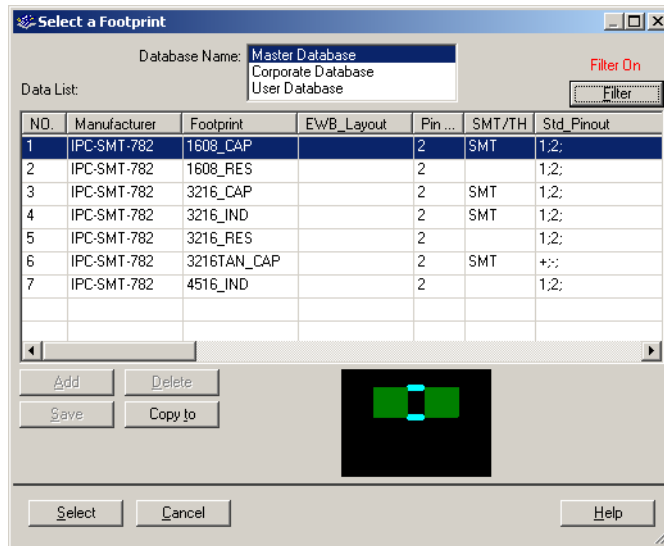 Select a Footprint
Database Name:
Master Database
Corporate Database
User Database
Filter On
Data List:
Filter
NO. Manufacturer Footprint EWB_Layout Pin ... SMT/TH Std_Pinout
1 IPC-SMT-782 1608_CAP 2 SMT 1;2;
2 IPC-SMT-782 1608_RES 2 1;2;
3 IPC-SMT-782 3216_CAP 2 SMT 1;2;
4 IPC-SMT-782 3216_IND 2 SMT 1;2;
5 IPC-SMT-782 3216_RES 2 1;2;
6 IPC-SMT-782 3216TAN_CAP 2 SMT +;-;
7 IPC-SMT-782 4516_IND 2 1;2;
Add Delete
Save Copy to
Select Cancel Help